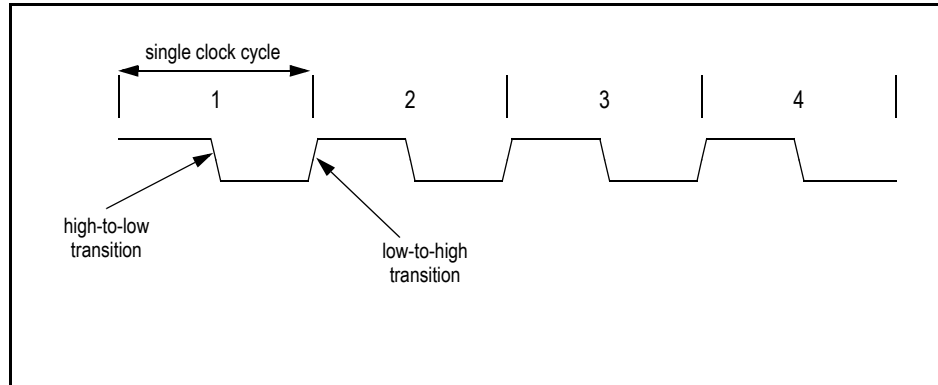 single clock cycle
1 2 3 4
high-to-low
transition
low-to-high
transition